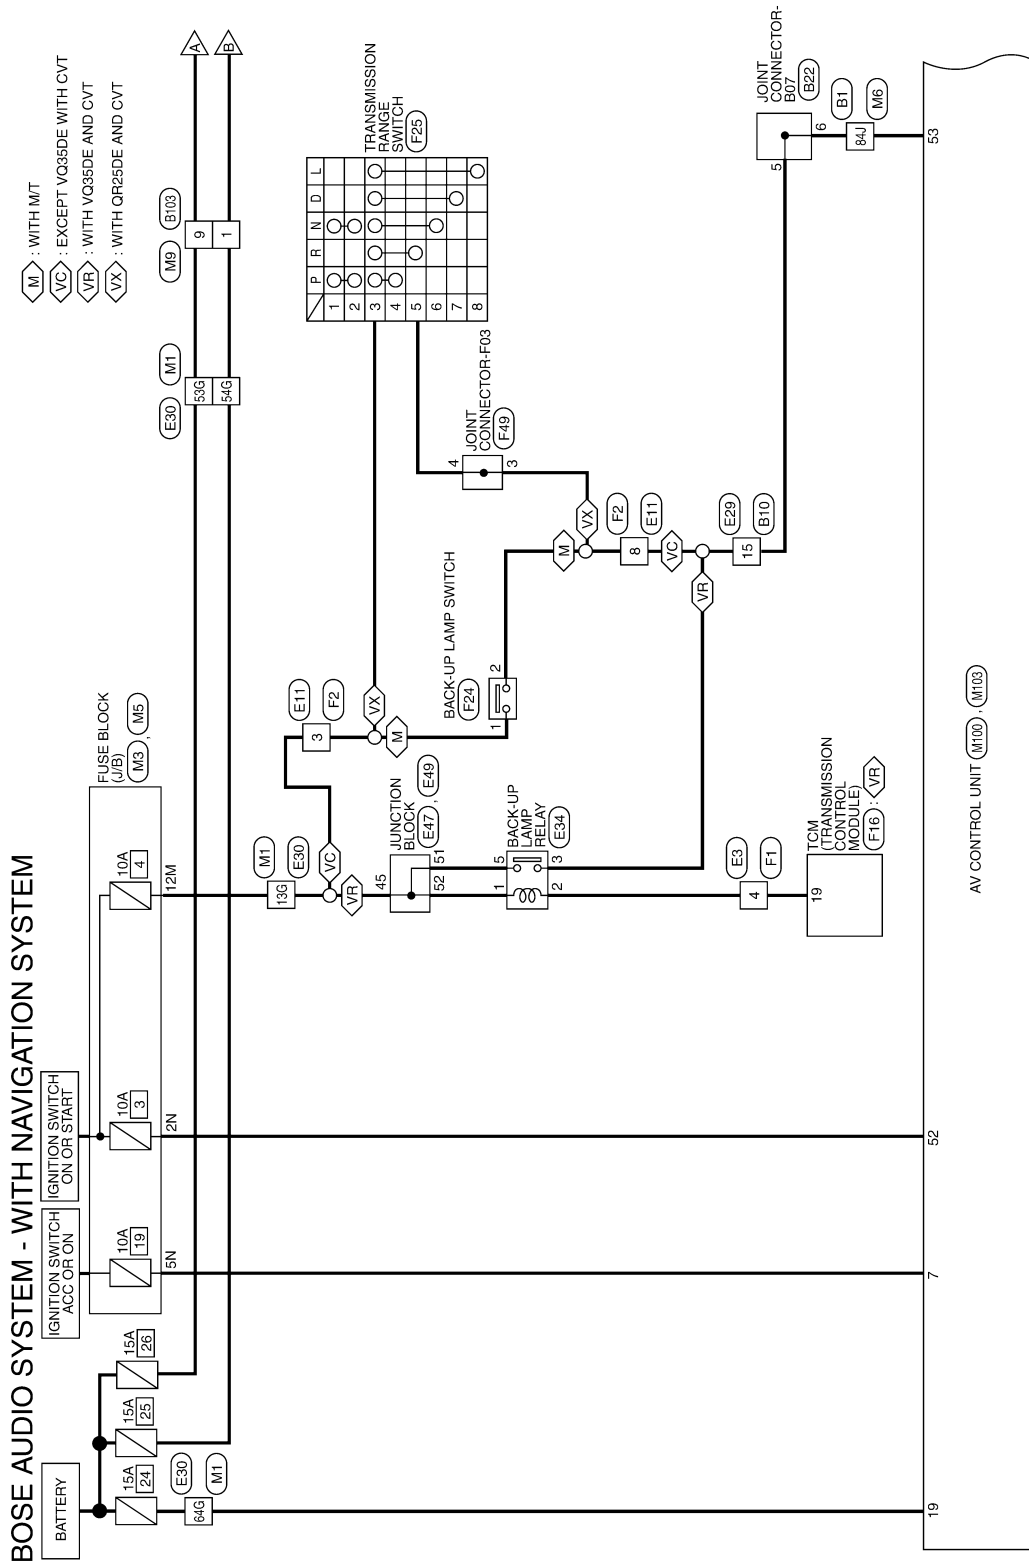 BOSE AUDIO SYSTEM - WITH NAVIGATION SYSTEM
BATTERY
15A
24
15A
25
15A
26
E30
M1
64G
IGNITION SWITCH
ACC OR ON
IGNITION SWITCH
ON OR START
10A
19
5N
10A
3
2N
10A
4
12M
FUSE BLOCK
(J/B)
M3 , M5
M : WITH M/T
VC : EXCEPT VQ35DE WITH CVT
VR : WITH VQ35DE AND CVT
VX : WITH QR25DE AND CVT
E30
M1
53G
54G
M9
B103
9
1
A
B
M1
E30
13G
VC
VR
E11
F2
3
VX
M
JUNCTION
BLOCK
E47 , E49
45
51
52
BACK-UP
LAMP
RELAY
E34
5
3
1
2
E3
F1
4
TCM
(TRANSMISSION
CONTROL
MODULE)
F16 : VR
19
BACK-UP LAMP SWITCH
F24
1
2
TRANSMISSION
RANGE
SWITCH
F25
P R N D L
1
2
3
4
5
6
7
8
JOINT
CONNECTOR-F03
F49
4
3
VX
M
F2
E11
8
VC
VR
E29
B10
15
JOINT
CONNECTOR-
B07
B22
5
6
B1
M6
84J
19
7
52
53
AV CONTROL UNIT M100 , M103